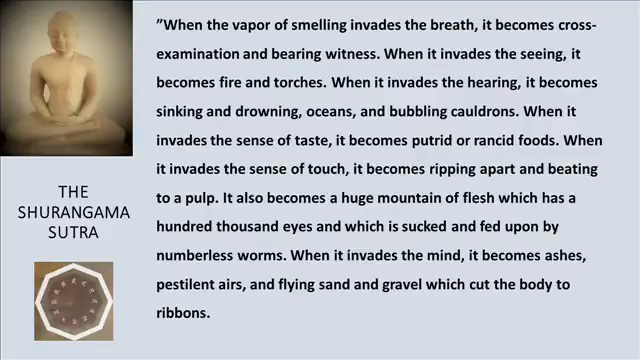 THE
SHURANGAMA
SUTRA
”When the vapor of smelling invades the breath, it becomes cross-
examination and bearing witness. When it invades the seeing, it
becomes fire and torches. When it invades the hearing, it becomes
sinking and drowning, oceans, and bubbling cauldrons. When it
invades the sense of taste, it becomes putrid or rancid foods. When
it invades the sense of touch, it becomes ripping apart and beating
to a pulp. It also becomes a huge mountain of flesh which has a
hundred thousand eyes and which is sucked and fed upon by
numberless worms. When it invades the mind, it becomes ashes,
pestilent airs, and flying sand and gravel which cut the body to
ribbons.